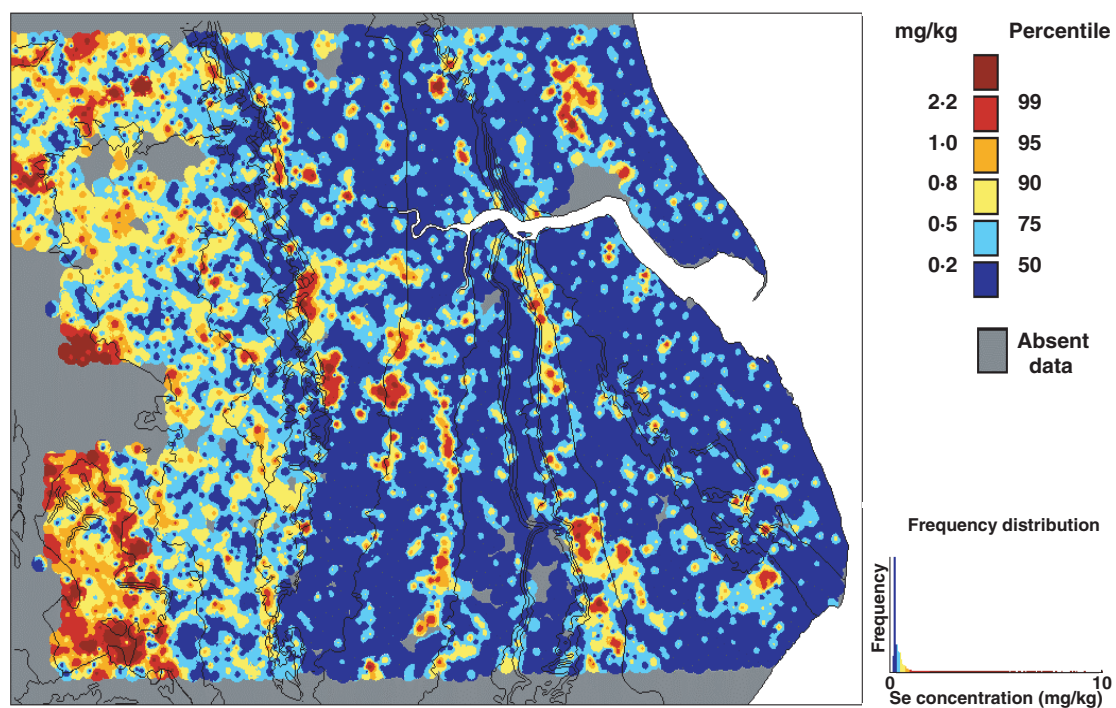 mg/kg Percentile
2·2 99
1·0 95
0·8 90
0·5 75
0·2 50
Absent
data
Frequency distribution
Frequency
0 10
Se concentration (mg/kg)